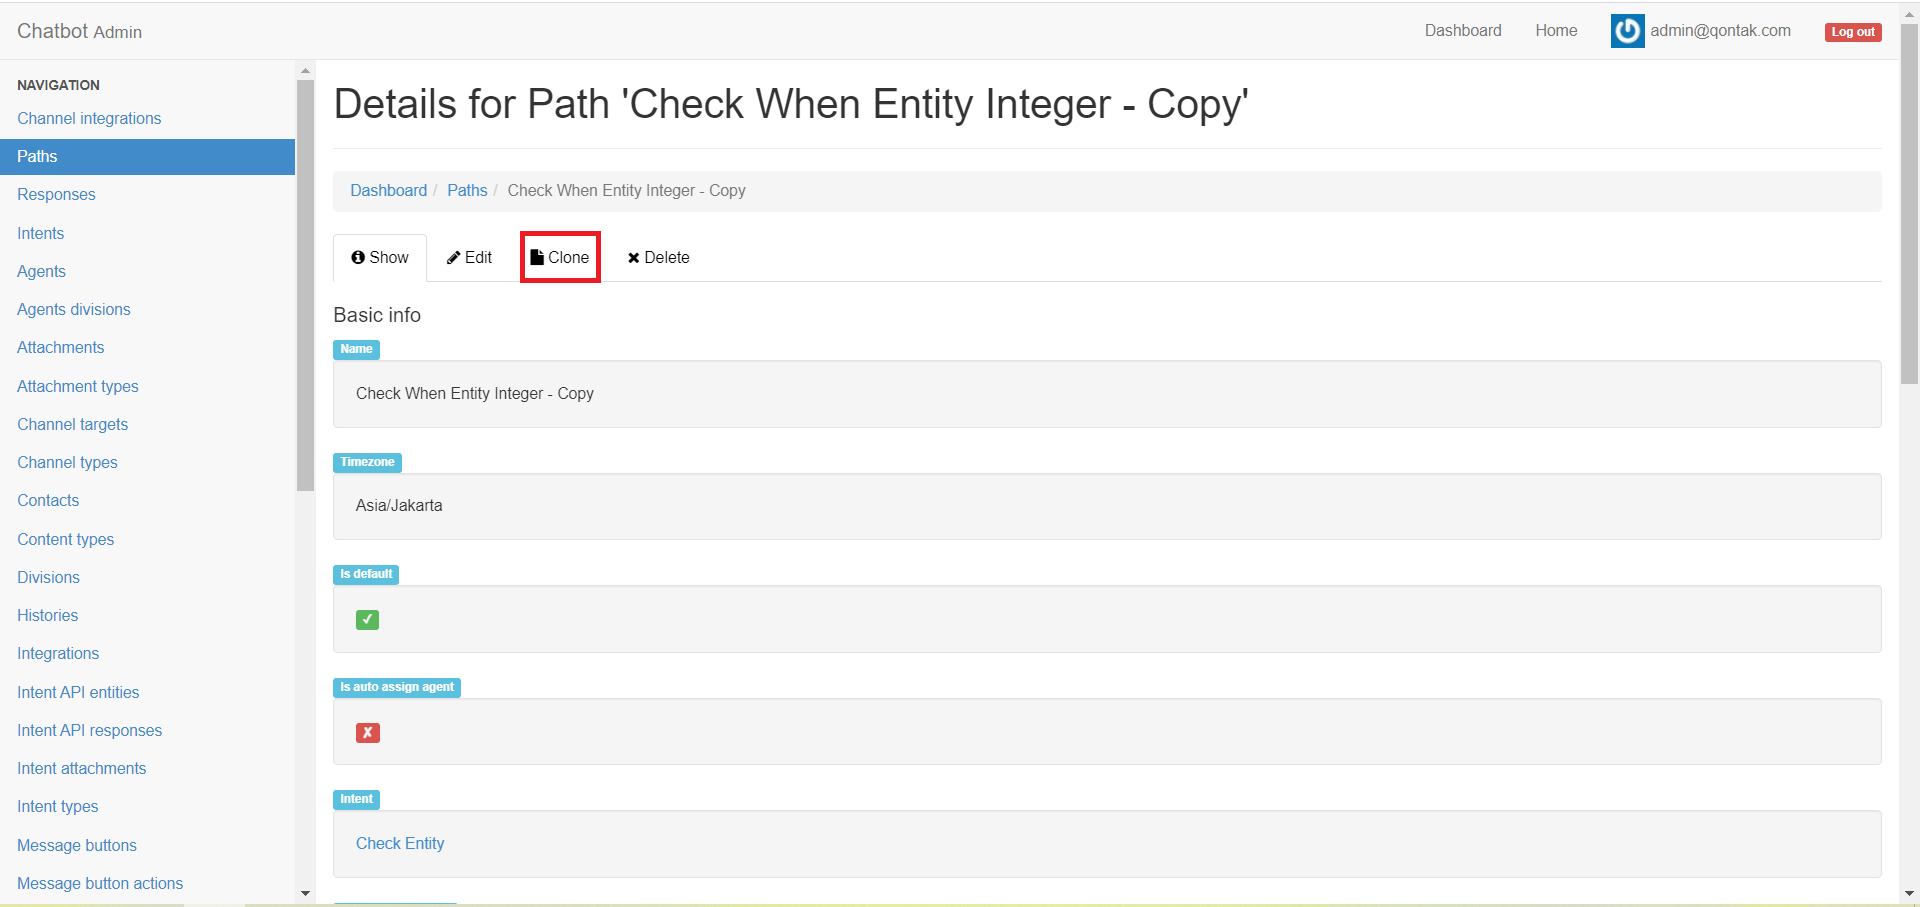 Chatbot Admin
Dashboard
Home
admin@qontak.com
Log out
NAVIGATION
Channel integrations
Paths
Responses
Intents
Agents
Agents divisions
Attachments
Attachment types
Channel targets
Channel types
Contacts
Content types
Divisions
Histories
Integrations
Intent API entities
Intent API responses
Intent attachments
Intent types
Message buttons
Message button actions
Details for Path 'Check When Entity Integer - Copy'
Dashboard / Paths / Check When Entity Integer - Copy
Show
Edit
Clone
Delete
Basic info
Name
Check When Entity Integer - Copy
Timezone
Asia/Jakarta
Is default
✓
Is auto assign agent
✗
Intent
Check Entity